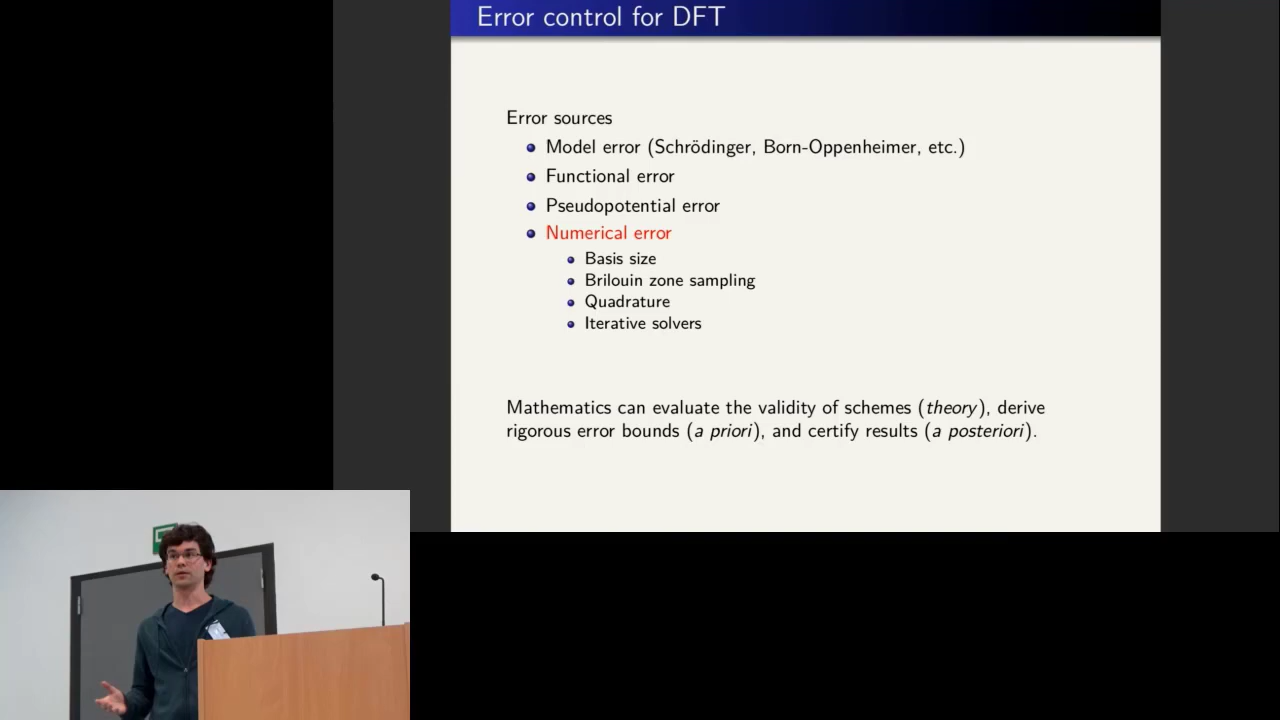 Error control for DFT
Error sources
Model error (Schrödinger, Born-Oppenheimer, etc.)
Functional error
Pseudopotential error
Numerical error
Basis size
Brilouin zone sampling
Quadrature
Iterative solvers
Mathematics can evaluate the validity of schemes (theory), derive
rigorous error bounds (a priori), and certify results (a posteriori).